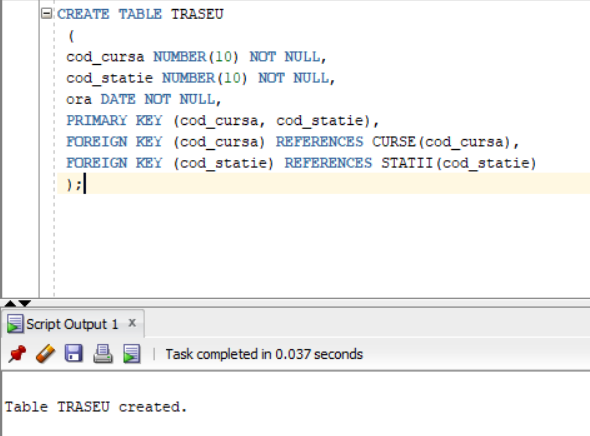 CREATE TABLE TRASEU
(
cod_cursa NUMBER(10) NOT NULL,
cod_statie NUMBER(10) NOT NULL,
ora DATE NOT NULL,
PRIMARY KEY (cod_cursa, cod_statie),
FOREIGN KEY (cod_cursa) REFERENCES CURSE(cod_cursa),
FOREIGN KEY (cod_statie) REFERENCES STATII(cod_statie)
);
Script Output 1 x
Task completed in 0.037 seconds
Table TRASEU created.